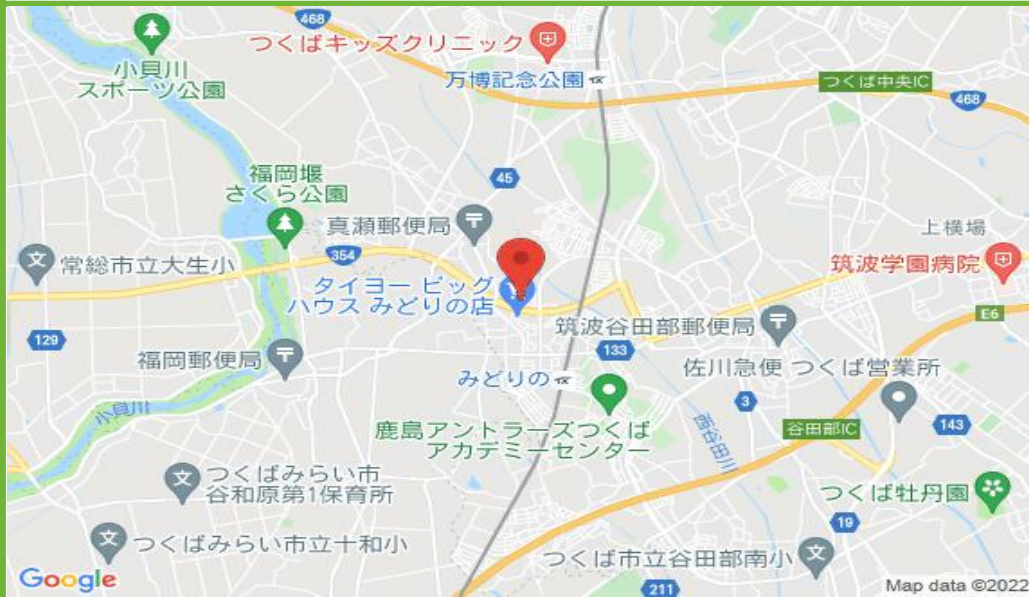 468
つくばキッズクリニック
小貝川
スポーツ公園
万博記念公園
つくば中央IC
468
福岡堰
さくら公園
45
真瀬郵便局
上横場
354
筑波学園病院
常総市立大生小
タイヨー ビッグ
ハウス みどりの店
E6
筑波谷田部郵便局
129
133
福岡郵便局
佐川急便 つくば営業所
みどりの
3
小貝川
鹿島アントラーズつくば
アカデミーセンター
西谷田川
谷田部IC
143
つくばみらい市
谷和原第1保育所
つくば牡丹園
19
つくばみらい市立十和小
つくば市立谷田部南小
Google
211
Map data ©2022